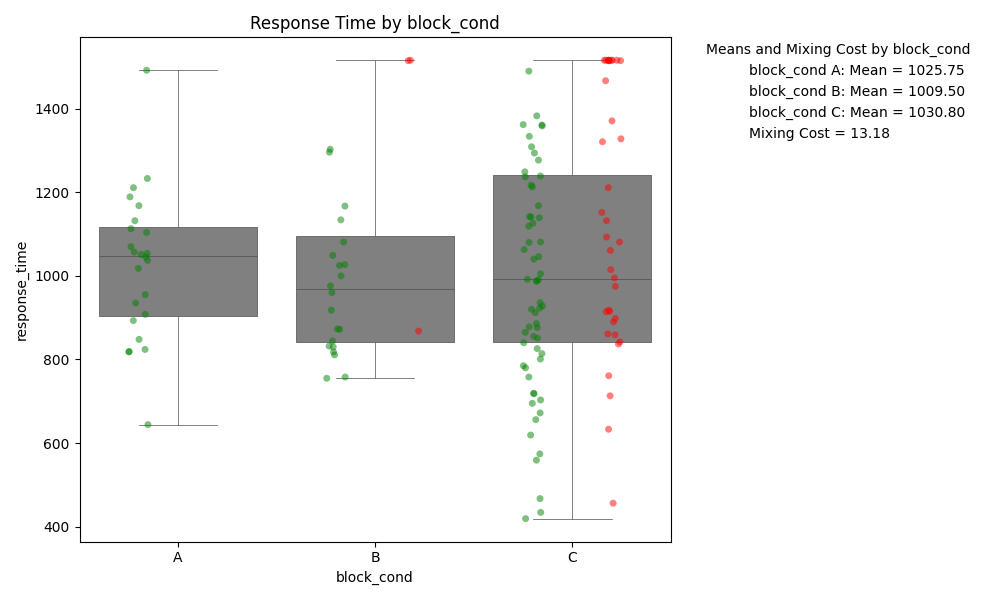 Response Time by block_cond
Means and Mixing Cost by block_cond
block_cond A: Mean = 1025.75
block_cond B: Mean = 1009.50
block_cond C: Mean = 1030.80
Mixing Cost = 13.18
response_time
1400
1200
1000
800
600
400
A
B
C
block_cond